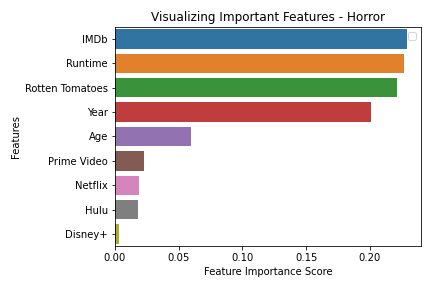 Visualizing Important Features - Horror
IMDb
Runtime
Rotten Tomatoes
Year
Age
Prime Video
Netflix
Hulu
Disney+
Features
0.00 0.05 0.10 0.15 0.20
Feature Importance Score